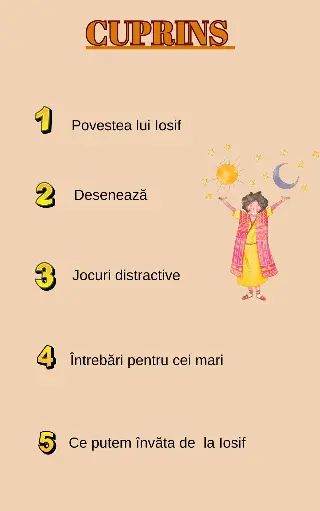 CUPRINS
1 Povestea lui Iosif
2 Desenează
3 Jocuri distractive
4 Întrebări pentru cei mari
5 Ce putem învăta de la Iosif